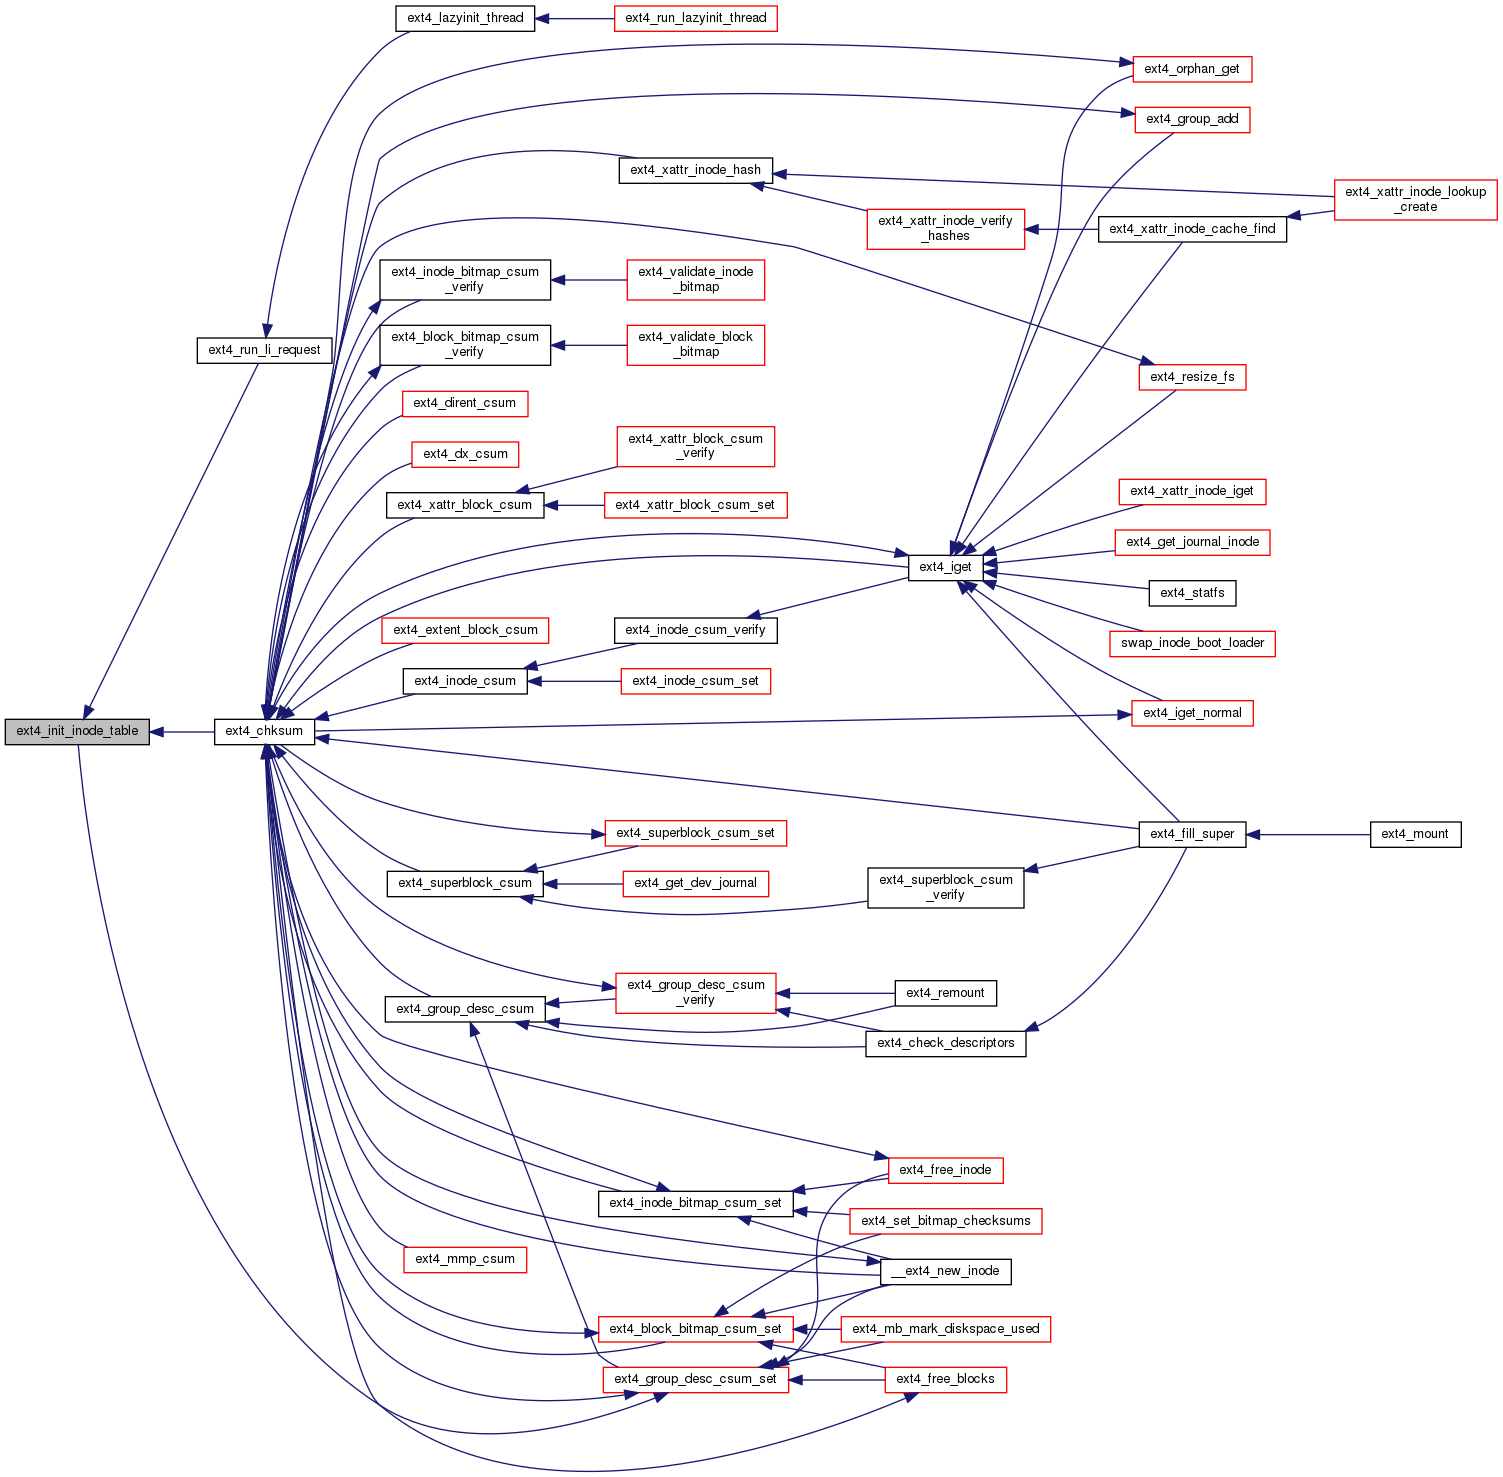 ext4_lazyinit_thread
ext4_run_lazyinit_thread
ext4_orphan_get
ext4_group_add
ext4_xattr_inode_hash
ext4_xattr_inode_lookup
_create
ext4_xattr_inode_verify
_hashes
ext4_xattr_inode_cache_find
ext4_inode_bitmap_csum
_verify
ext4_validate_inode
_bitmap
ext4_run_li_request
ext4_block_bitmap_csum
_verify
ext4_validate_block
_bitmap
ext4_resize_fs
ext4_dirent_csum
ext4_xattr_block_csum
_verify
ext4_dx_csum
ext4_xattr_inode_iget
ext4_xattr_block_csum
ext4_xattr_block_csum_set
ext4_get_journal_inode
ext4_iget
ext4_statfs
ext4_extent_block_csum
ext4_inode_csum_verify
swap_inode_boot_loader
ext4_inode_csum
ext4_inode_csum_set
ext4_iget_normal
ext4_init_inode_table
ext4_chksum
ext4_superblock_csum_set
ext4_fill_super
ext4_mount
ext4_superblock_csum
ext4_get_dev_journal
ext4_superblock_csum
_verify
ext4_group_desc_csum
_verify
ext4_remount
ext4_group_desc_csum
ext4_check_descriptors
ext4_free_inode
ext4_inode_bitmap_csum_set
ext4_set_bitmap_checksums
ext4_mmp_csum
__ext4_new_inode
ext4_block_bitmap_csum_set
ext4_mb_mark_diskspace_used
ext4_group_desc_csum_set
ext4_free_blocks